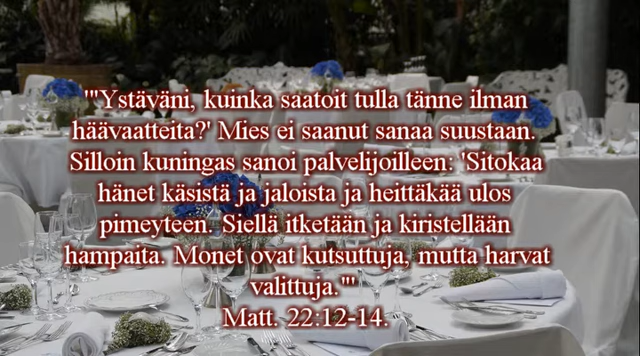 '"Ystäväni, kuinka saatoit tulla tänne ilman
häävaatteita?' Mies ei saanut sanaa suustaan.
Silloin kuningas sanoi palvelijoilleen: 'Sitokaa
hänet käsistä ja jaloista ja heittäkää ulos
pimeyteen. Siellä itketään ja kiristellään
hampaita. Monet ovat kutsuttuja, mutta harvat
valittuja."'
Matt. 22:12-14.